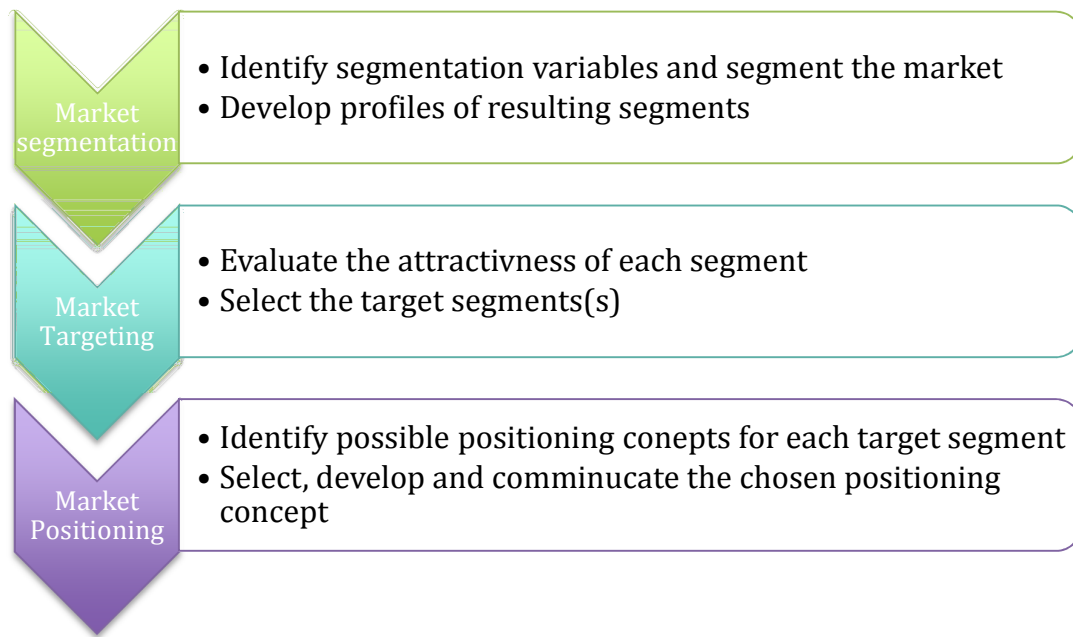 Market
segmentation
• Identify segmentation variables and segment the market
• Develop profiles of resulting segments
Market
Targeting
• Evaluate the attractivness of each segment
• Select the target segments(s)
Market
Positioning
• Identify possible positioning conepts for each target segment
• Select, develop and comminucate the chosen positioning
concept